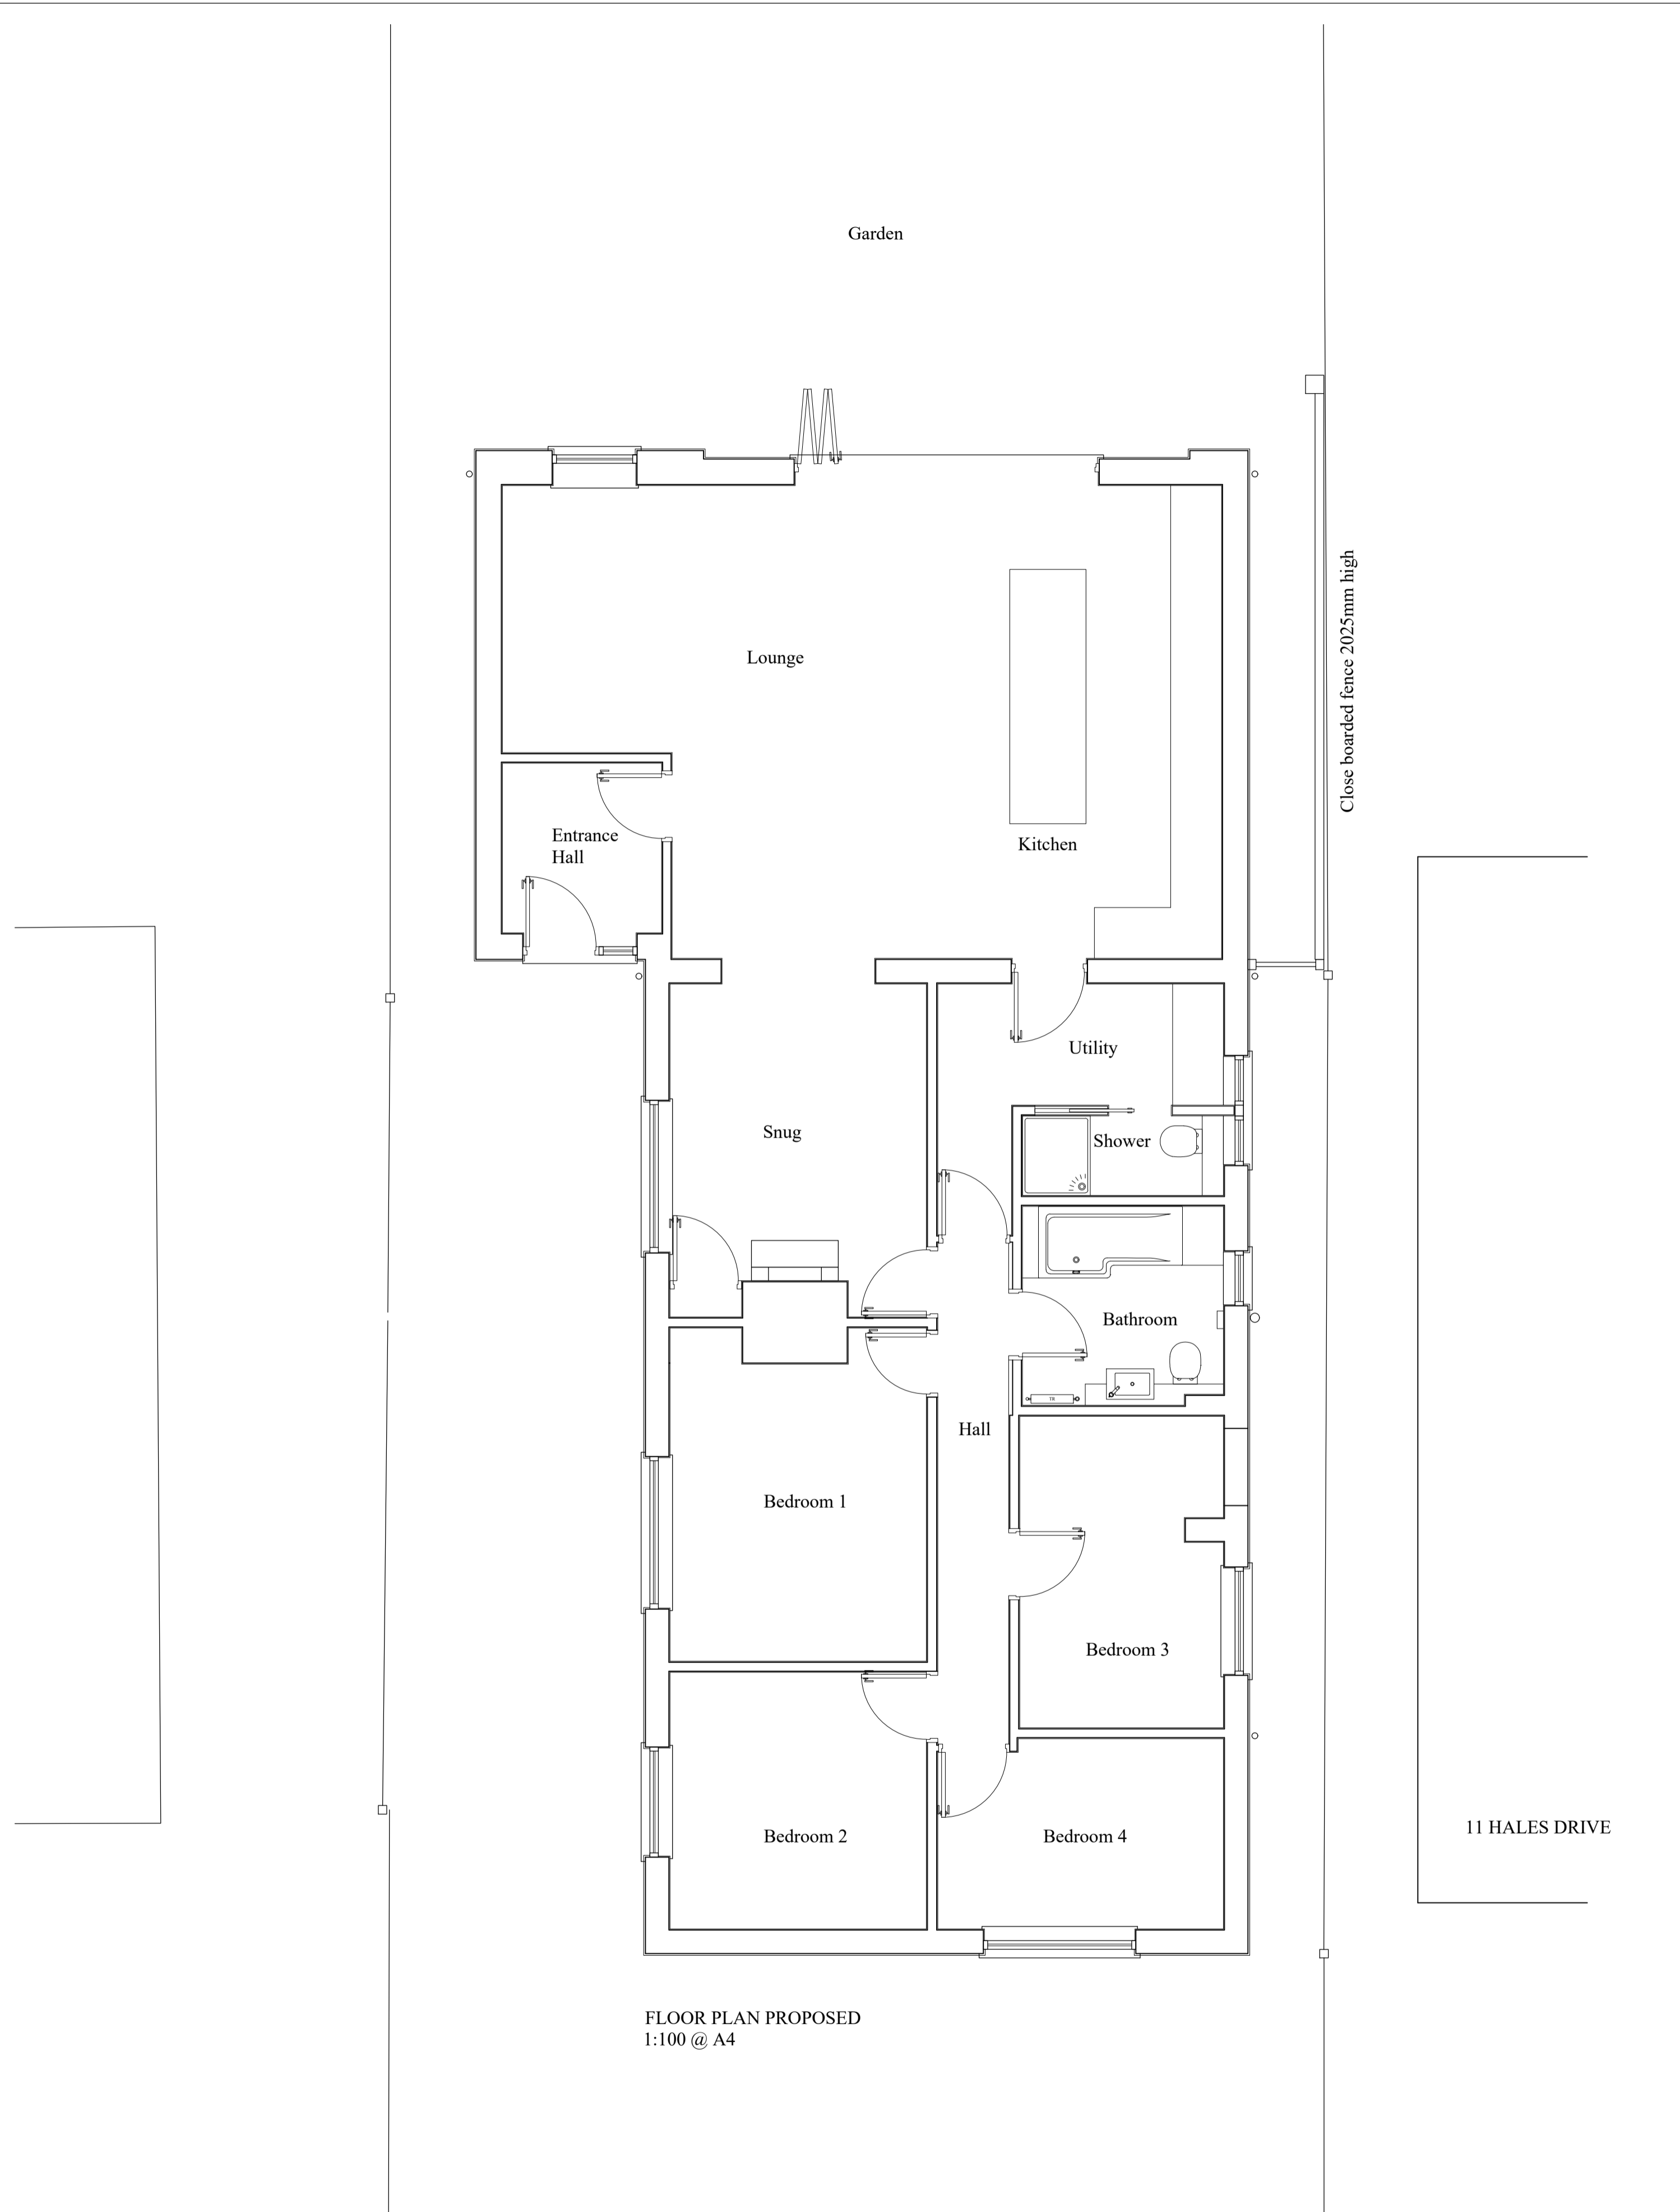 Garden
Close boarded fence 2025mm high
Lounge
Entrance
Hall
Kitchen
Utility
Snug
Shower
Bathroom
TR
Hall
Bedroom 1
Bedroom 3
Bedroom 2
Bedroom 4
11 HALES DRIVE
FLOOR PLAN PROPOSED
1:100 @ A4